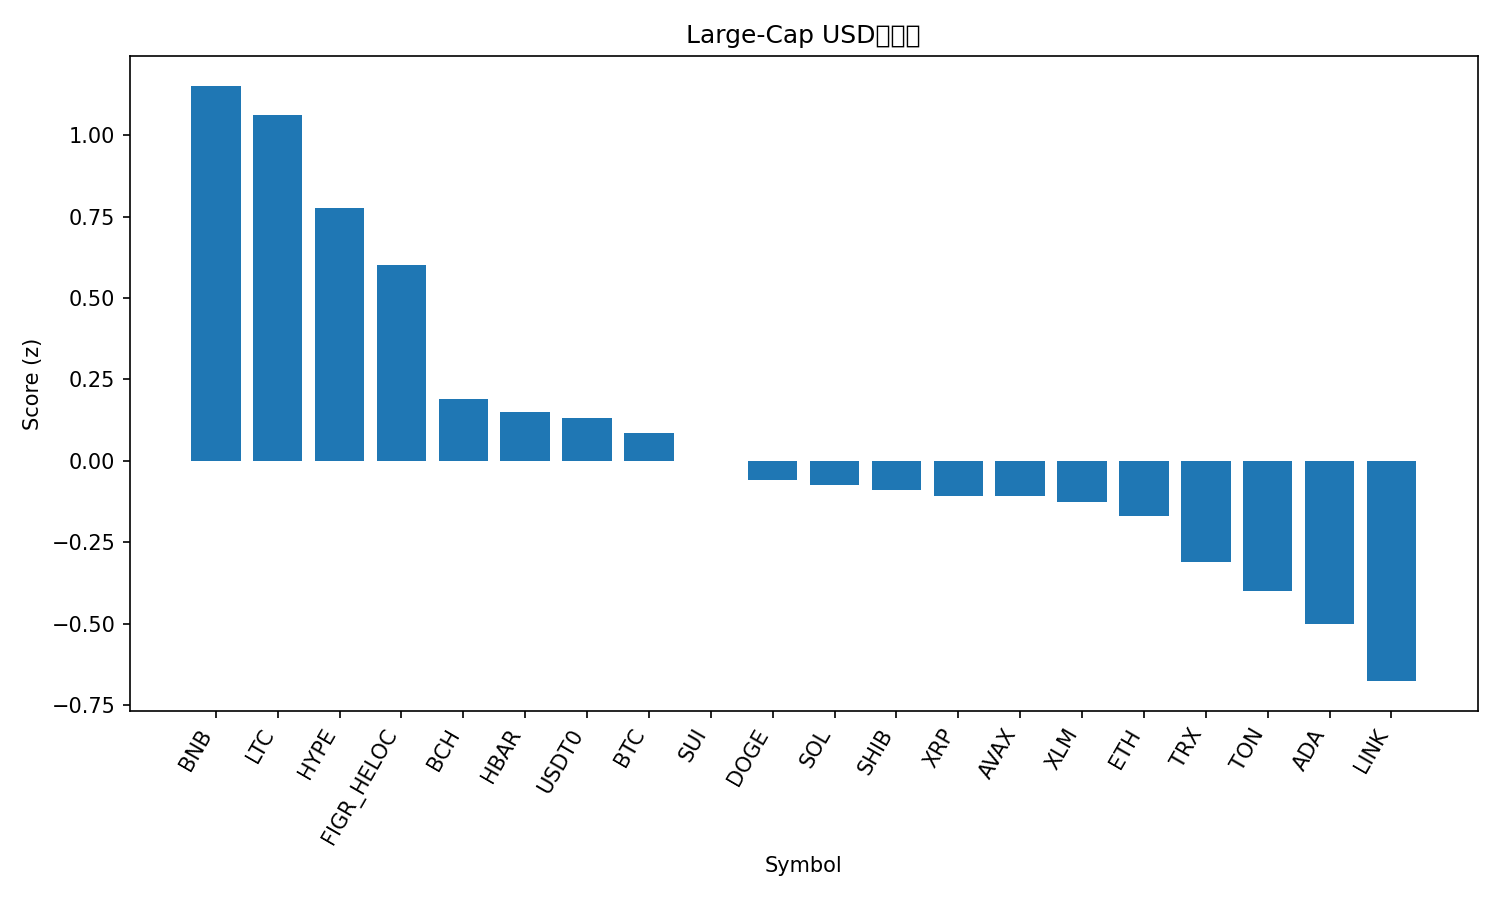 Large-Cap USD
Score (z)
1.00
0.75
0.50
0.25
0.00
−0.25
−0.50
−0.75
BNB
LTC
HYPE
FIGR_HELOC
BCH
HBAR
USDT0
BTC
SUI
DOGE
SOL
SHIB
XRP
AVAX
XLM
ETH
TRX
TON
ADA
LINK
Symbol